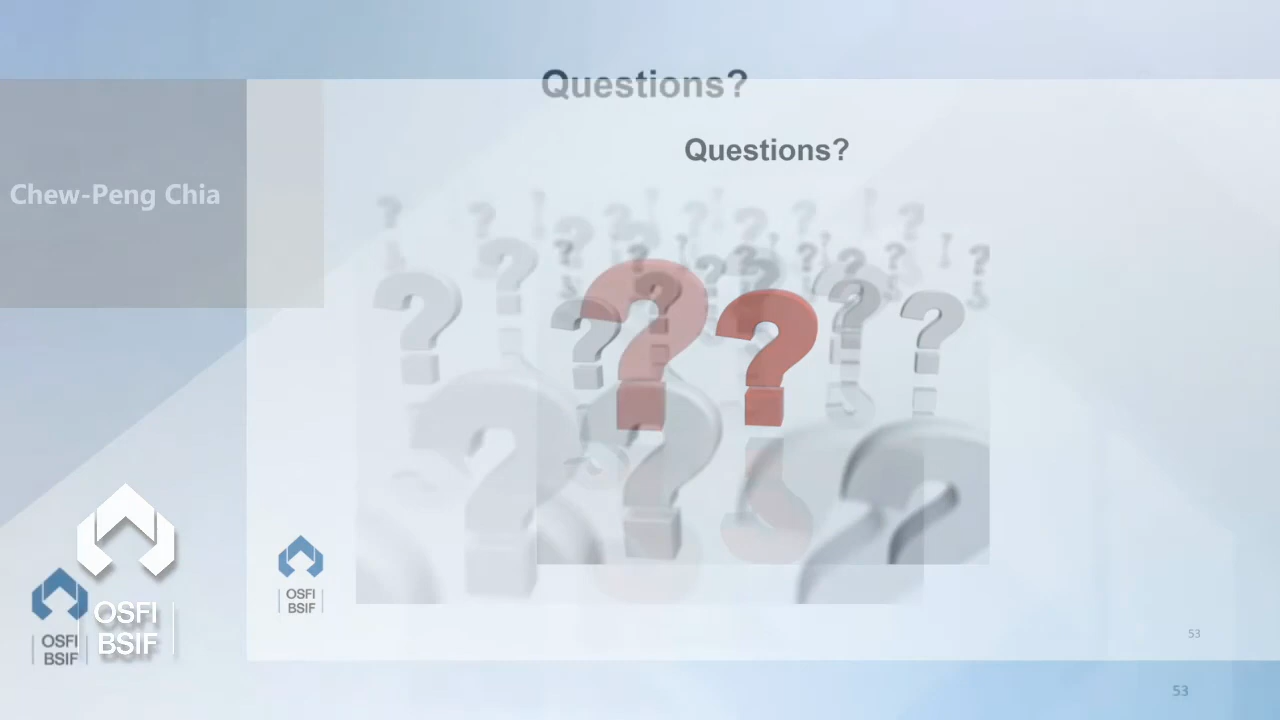 Questions?
Questions?
Chew-Peng Chia
OSFI
BSIF
OSFI
BSIF
OSFI
BSIF
53
53